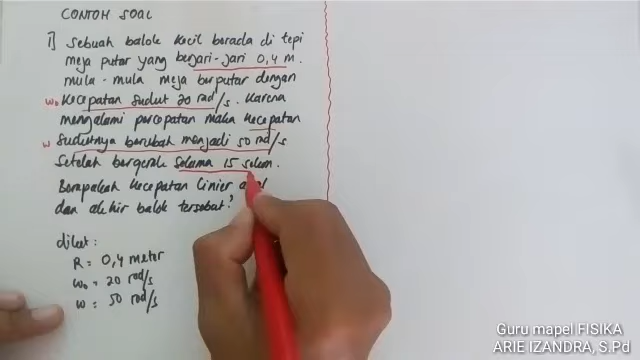 CONTOH SOAL
1] Sebuah balok kecil berada di tepi
meja putar yang berjari-jari 0,4 m.
mula-mula meja berputar dengan
ω₀ kecepatan sudut 20 rad/s. Karena
mengalami percepatan maka kecepatan
ω sudutnya berubah menjadi 50 rad/s
setelah bergerak selama 15 sekon.
Berapakah kecepatan linier
dan akhir balok tersebut?
diket:
R = 0,4 meter
ω₀ = 20 rad/s
ω = 50 rad/s
Guru mapel FISIKA
ARIE IZANDRA, S.Pd